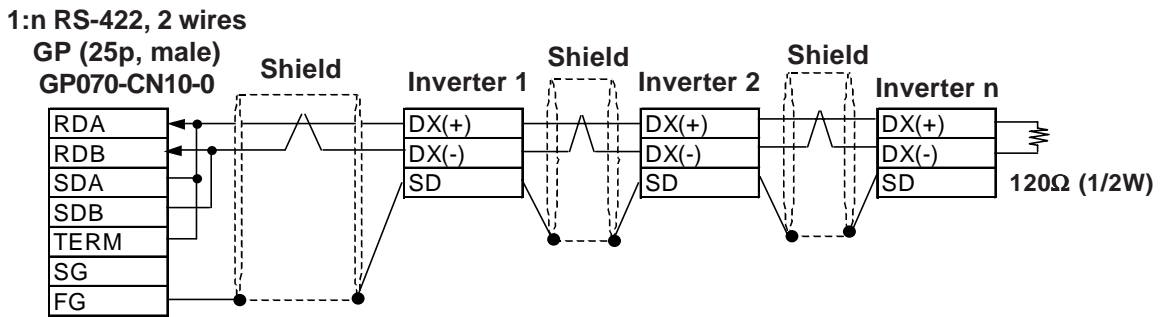 1:n RS-422, 2 wires
GP (25p, male)
GP070-CN10-0
Shield
Inverter 1
Shield
Inverter 2
Shield
Inverter n
RDA
RDB
SDA
SDB
TERM
SG
FG
DX(+)
DX(-)
SD
DX(+)
DX(-)
SD
DX(+)
DX(-)
SD
120Ω (1/2W)